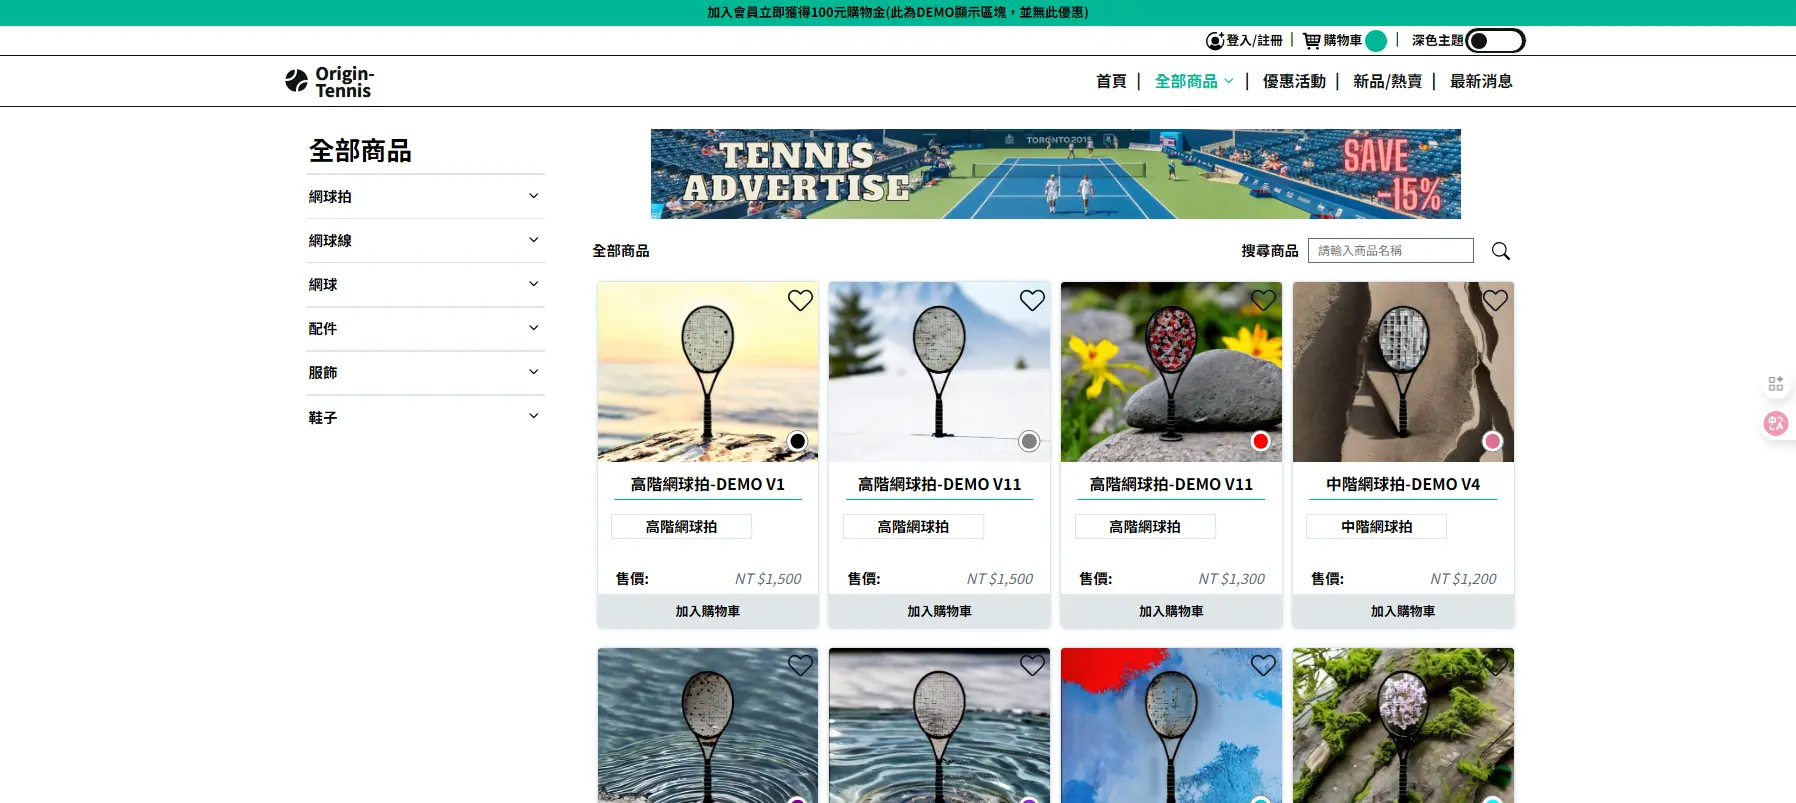 加入會員立即獲得100元購物金(此為DEMO顯示區塊，並無此優惠)
登入/註冊 | 購物車 | 深色主題
Origin-
Tennis
首頁 | 全部商品 | 優惠活動 | 新品/熱賣 | 最新消息
全部商品
網球拍
網球線
網球
配件
服飾
鞋子
TORONTO 2015
TENNIS
ADVERTISE
SAVE
-15%
全部商品
搜尋商品 請輸入商品名稱
高階網球拍-DEMO V1
高階網球拍
售價: NT $1,500
加入購物車
高階網球拍-DEMO V11
高階網球拍
售價: NT $1,500
加入購物車
高階網球拍-DEMO V11
高階網球拍
售價: NT $1,300
加入購物車
中階網球拍-DEMO V4
中階網球拍
售價: NT $1,200
加入購物車